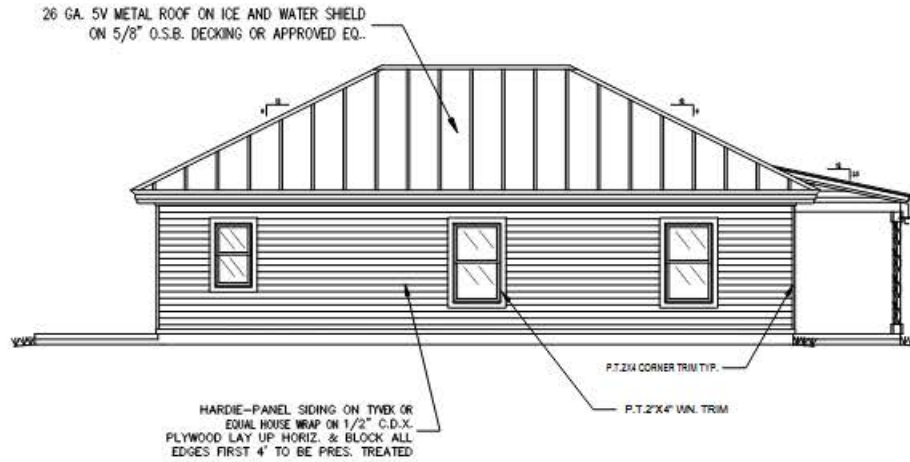 26 GA. 5V METAL ROOF ON ICE AND WATER SHIELD
ON 5/8" O.S.B. DECKING OR APPROVED EQ..
P.T.2X4 CORNER TRIM TYP.
HARDIE-PANEL SIDING ON TYVEK OR
EQUAL HOUSE WRAP ON 1/2" C.D.X.
PLYWOOD LAY UP HORIZ. & BLOCK ALL
EDGES FIRST 4' TO BE PRES. TREATED
P.T.2"X4" WN. TRIM